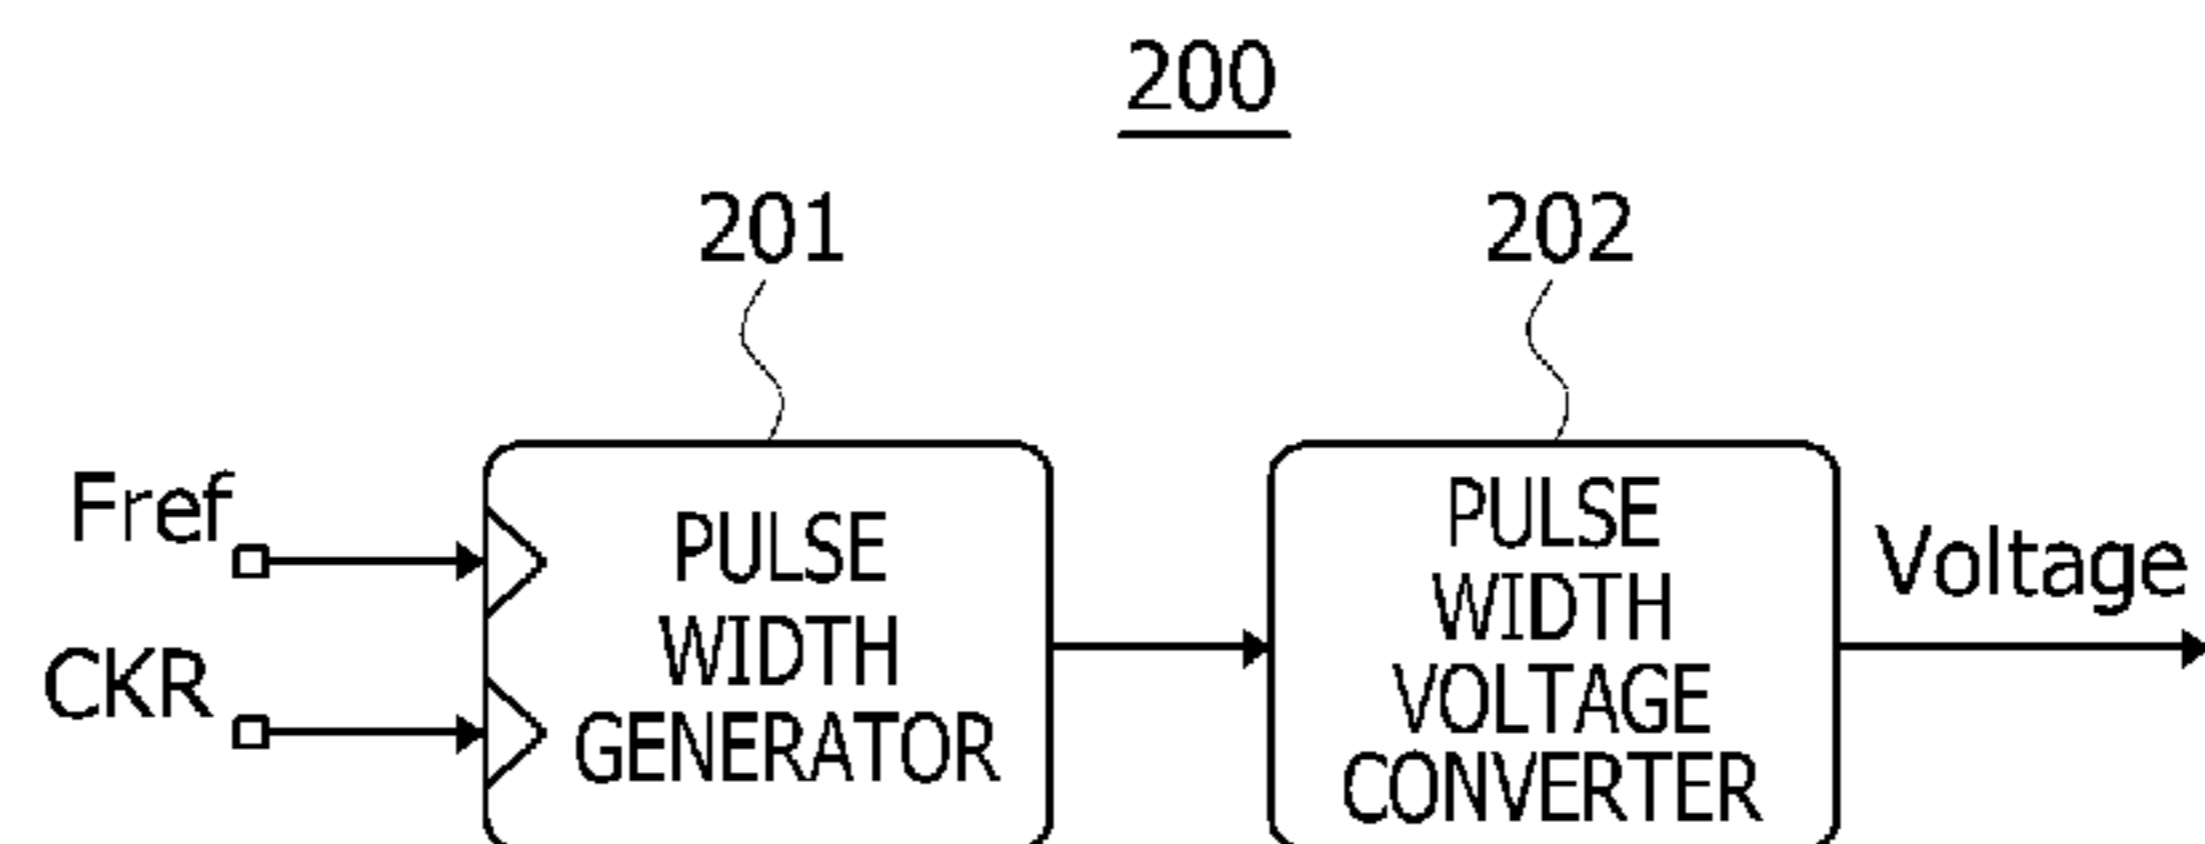 200
201
202
Fref
CKR
PULSE
WIDTH
GENERATOR
PULSE
WIDTH
VOLTAGE
CONVERTER
Voltage